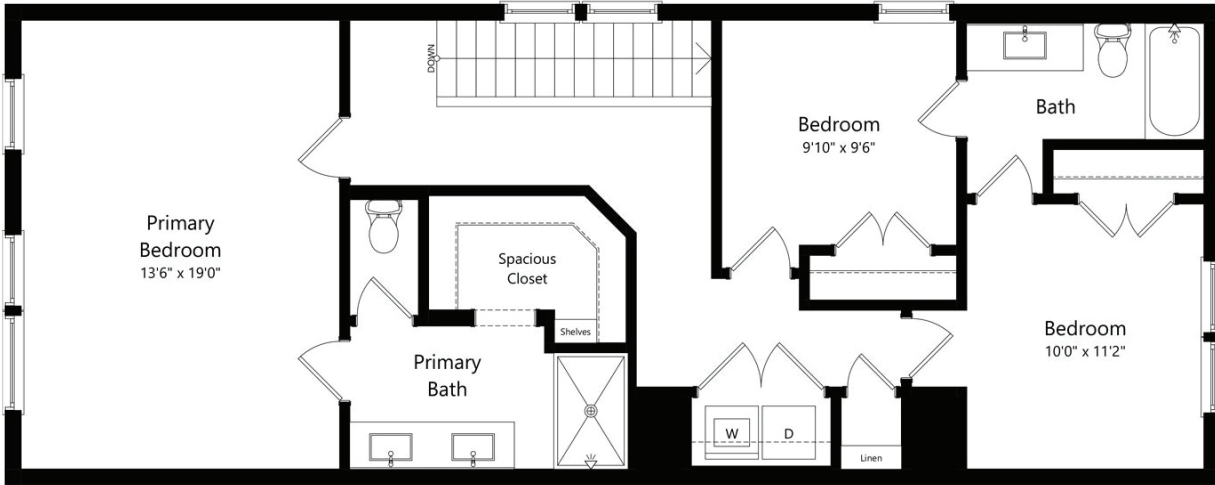 DOWN
Bath
Bedroom
9'10" x 9'6"
Primary
Bedroom
13'6" x 19'0"
Spacious
Closet
Shelves
Bedroom
10'0" x 11'2"
Primary
Bath
W
D
Linen